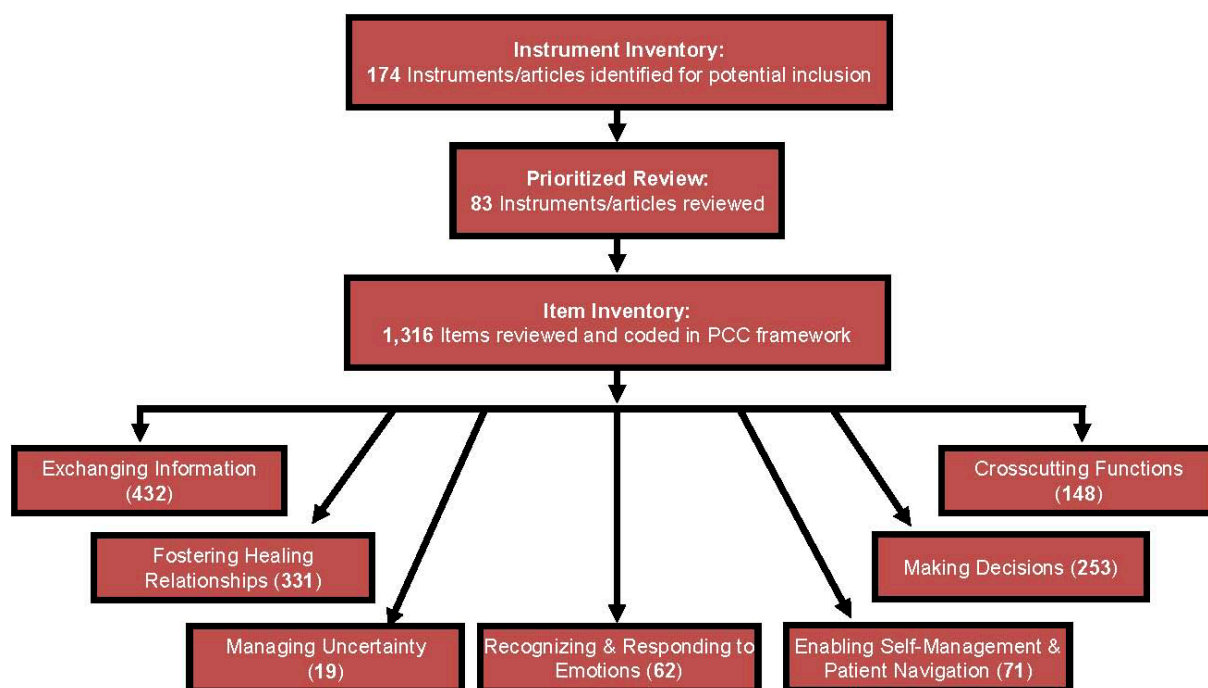 Instrument Inventory:
174 Instruments/articles identified for potential inclusion
Prioritized Review:
83 Instruments/articles reviewed
Item Inventory:
1,316 Items reviewed and coded in PCC framework
Exchanging Information
(432)
Crosscutting Functions
(148)
Fostering Healing
Relationships (331)
Making Decisions (253)
Managing Uncertainty
(19)
Recognizing & Responding to
Emotions (62)
Enabling Self-Management &
Patient Navigation (71)